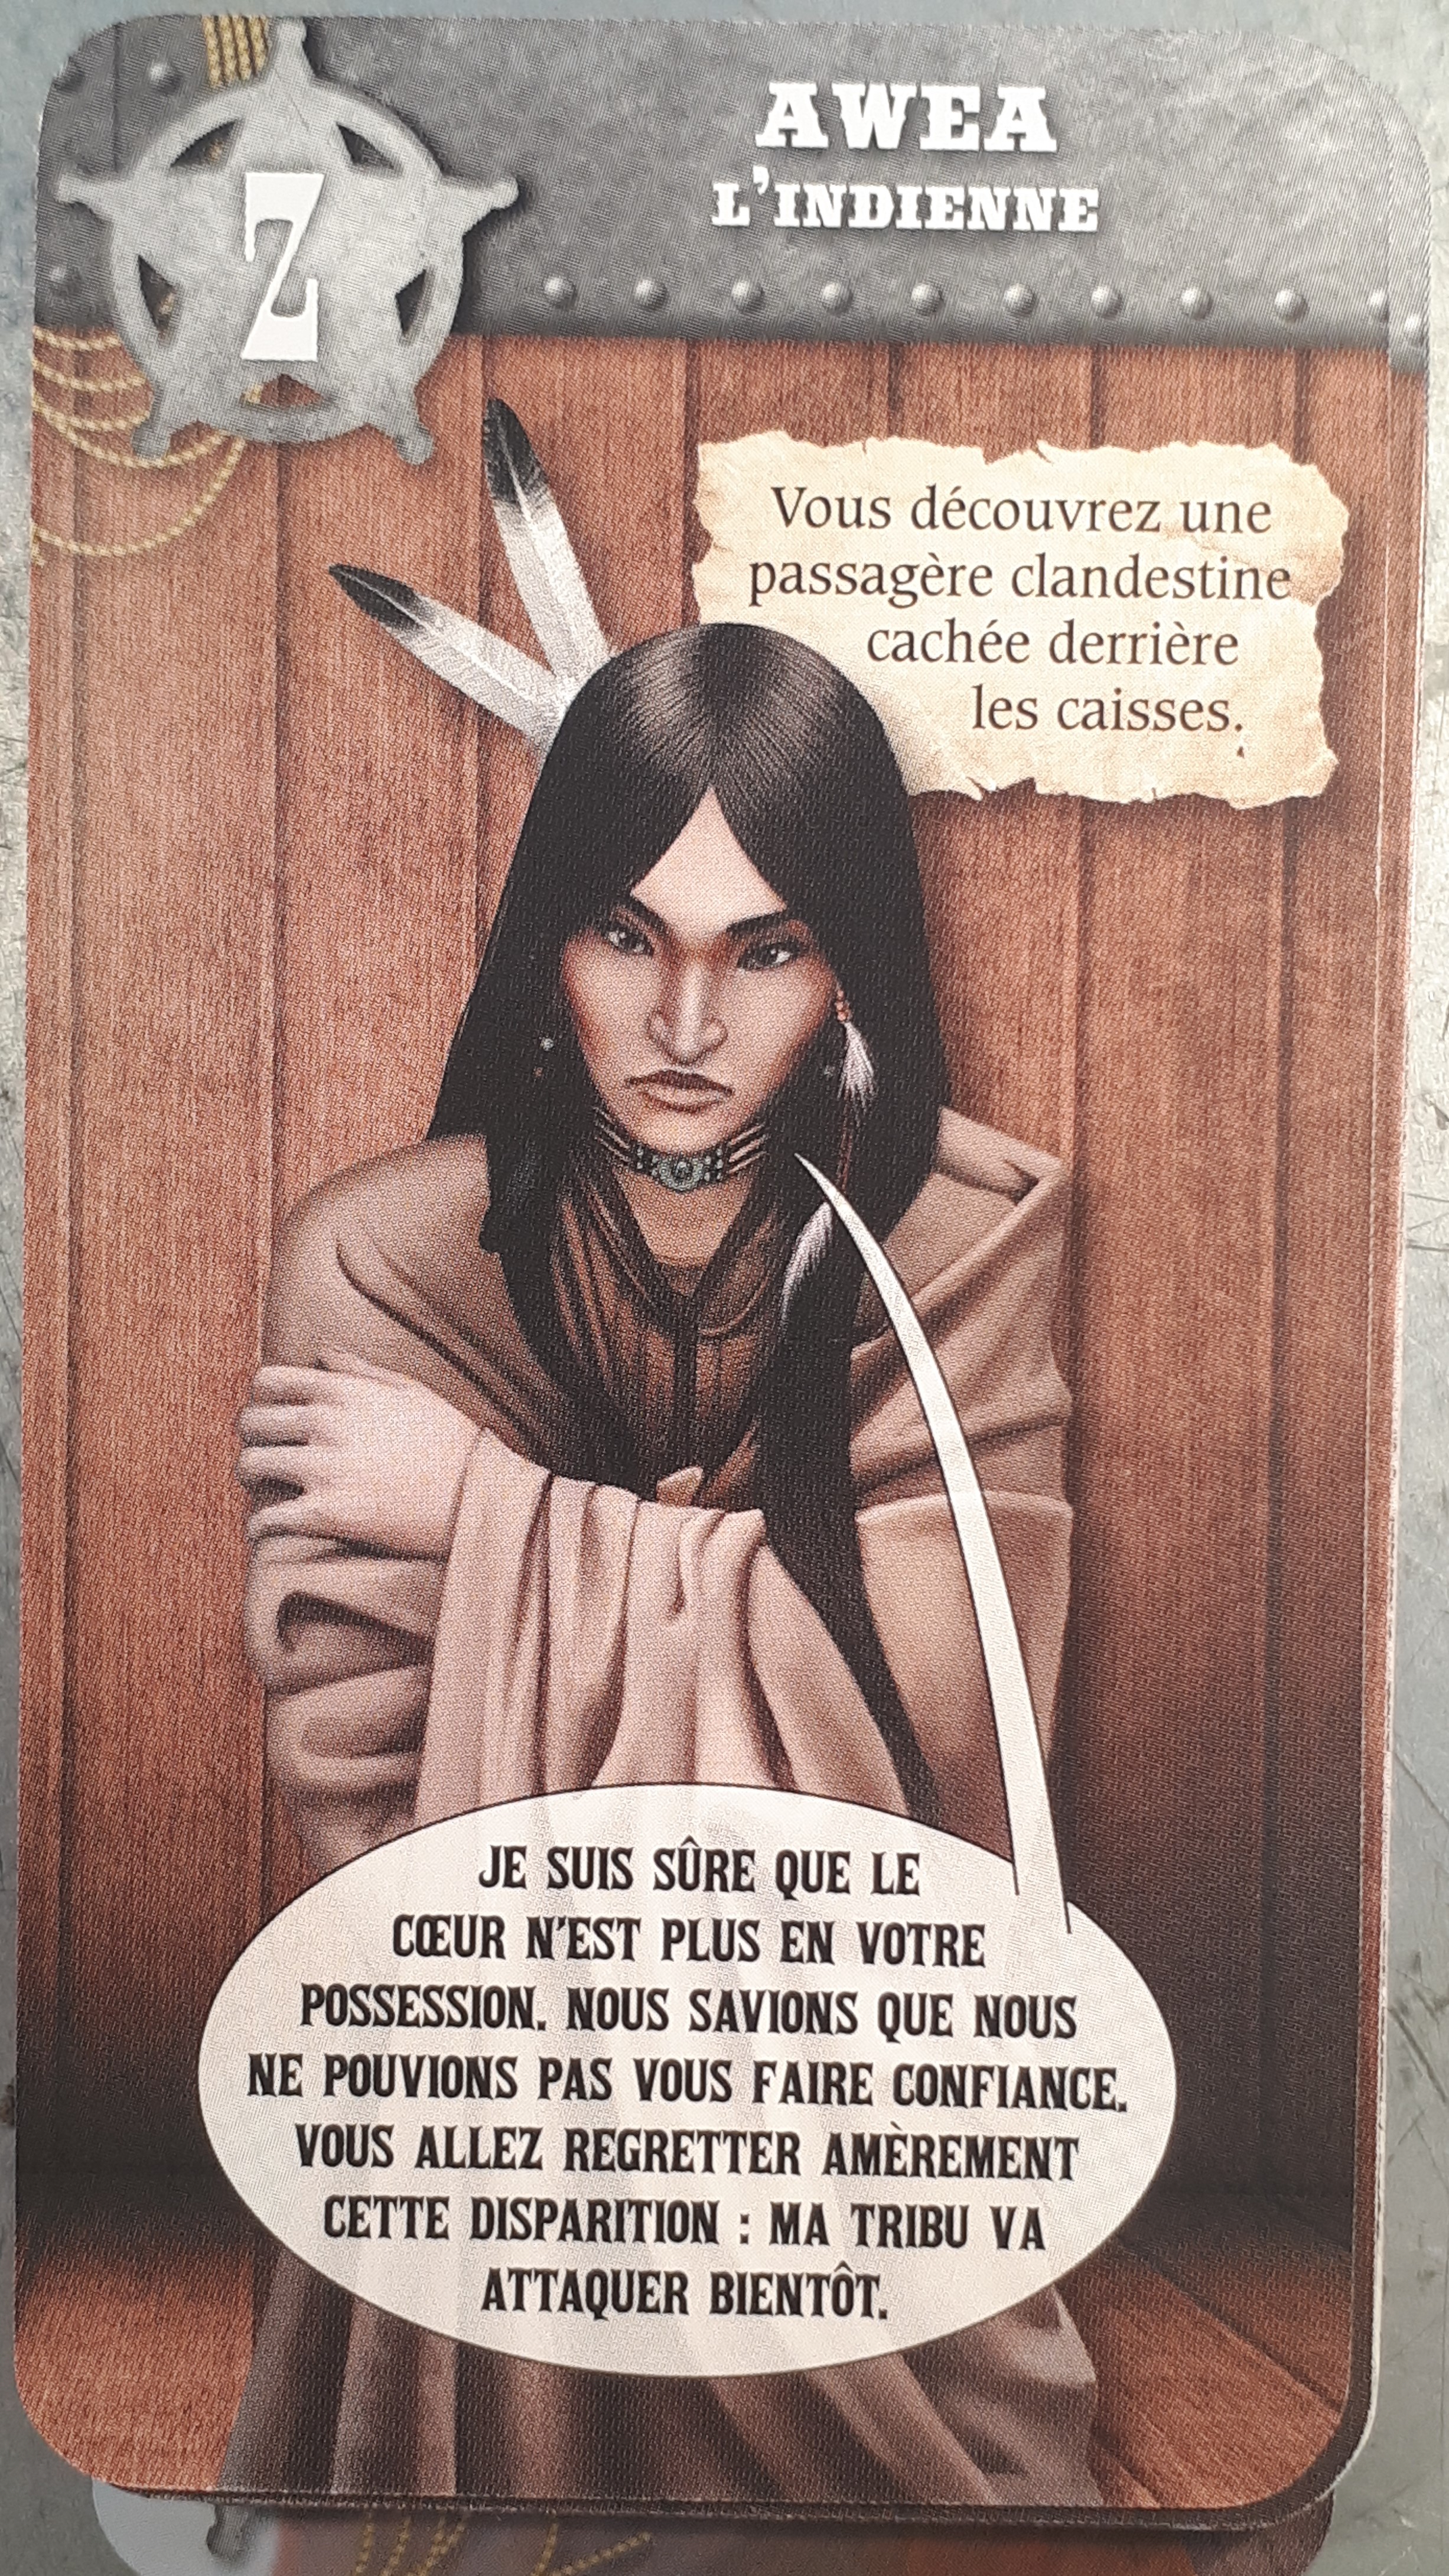 Z
AWEA
L'INDIENNE
Vous découvrez une
passagère clandestine
cachée derrière
les caisses.
JE SUIS SÛRE QUE LE
CŒUR N'EST PLUS EN VOTRE
POSSESSION. NOUS SAVIONS QUE NOUS
NE POUVIONS PAS VOUS FAIRE CONFIANCE.
VOUS ALLEZ REGRETTER AMÈREMENT
CETTE DISPARITION : MA TRIBU VA
ATTAQUER BIENTÔT.